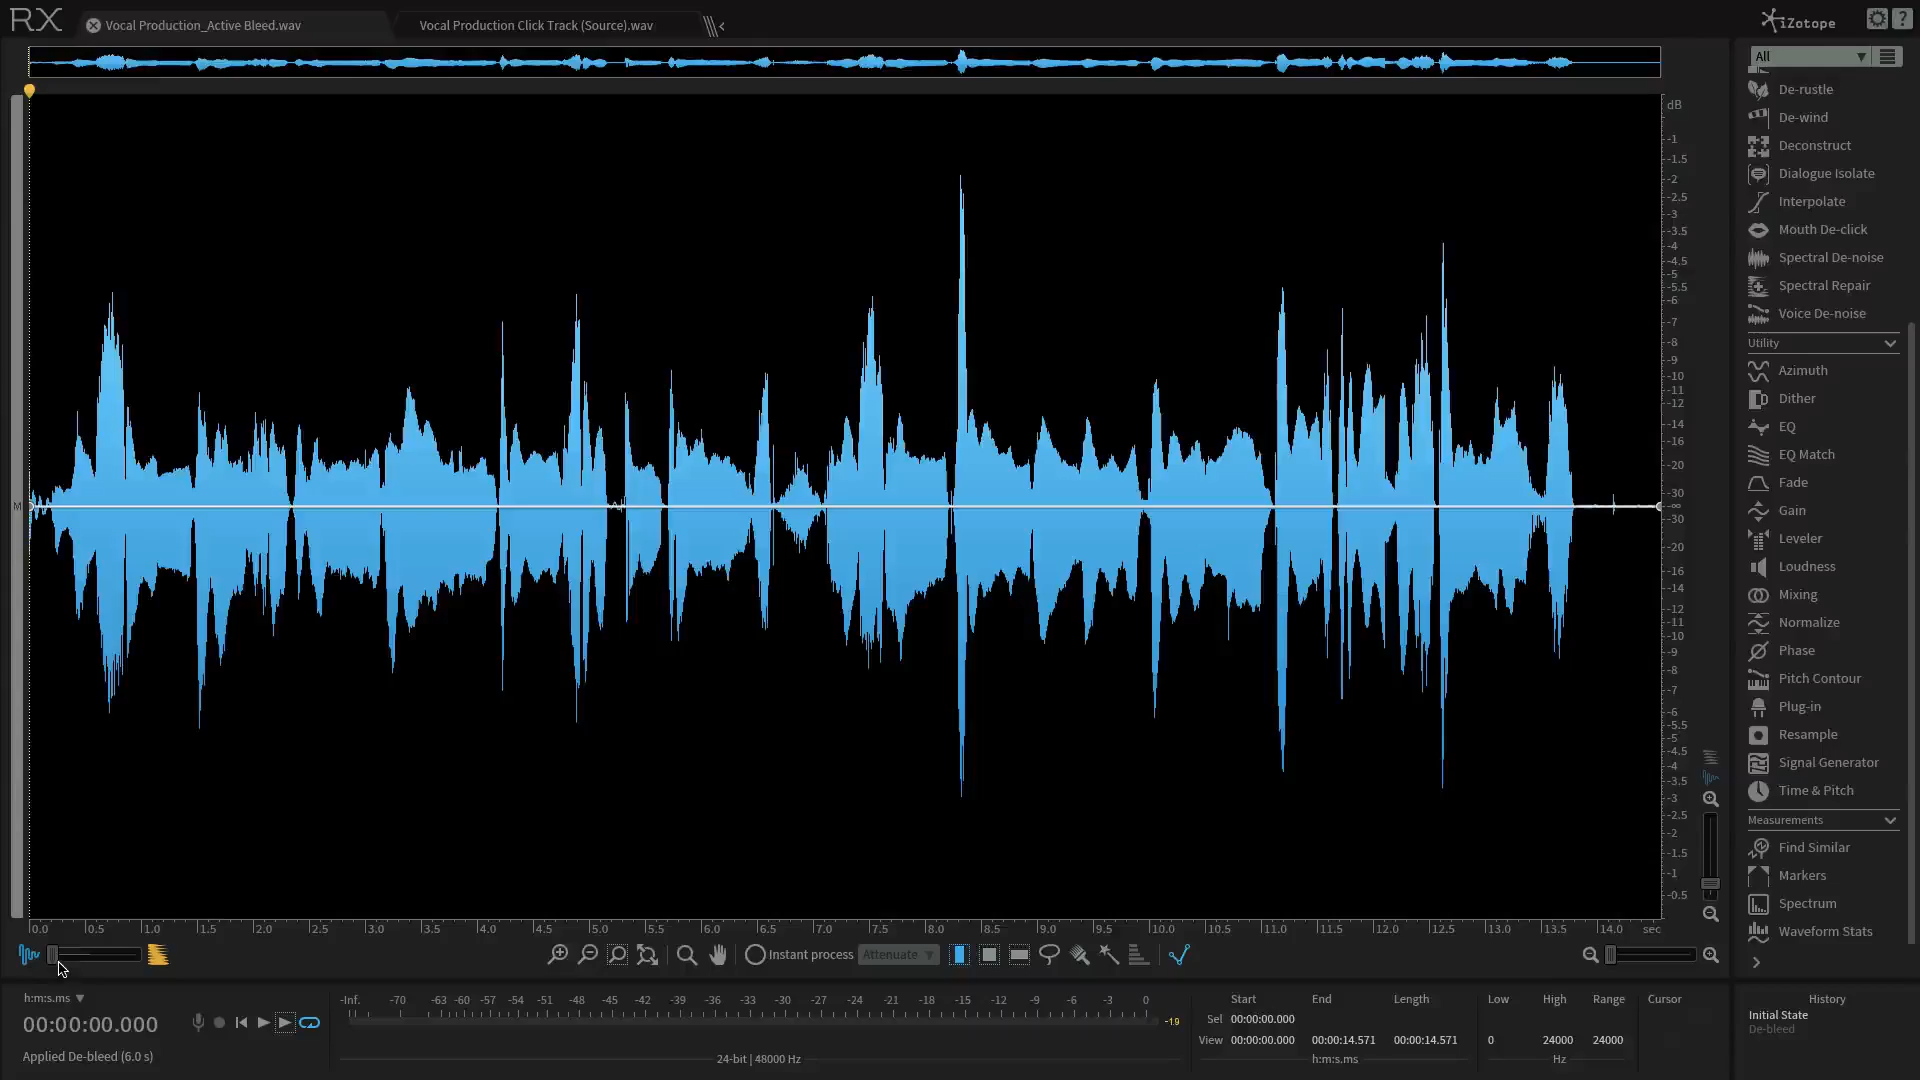 RX
Vocal Production_Active Bleed.wav
Vocal Production Click Track (Source).wav
iZotope
?
All
De-rustle
De-wind
Deconstruct
Dialogue Isolate
Interpolate
Mouth De-click
Spectral De-noise
Spectral Repair
Voice De-noise
Utility
Azimuth
Dither
EQ
EQ Match
Fade
Gain
Leveler
Loudness
Mixing
Normalize
Phase
Pitch Contour
Plug-in
Resample
Signal Generator
Time & Pitch
Measurements
Find Similar
Markers
Spectrum
Waveform Stats
dB
-1
-1.5
-2
-2.5
-3
-3.5
-4
-4.5
-5
-5.5
-6
-7
-8
-9
-10
-11
-12
-14
-16
-20
-30
-∞
-30
-20
-16
-14
-12
-11
-10
-9
-8
-7
-6
-5.5
-5
-4.5
-4
-3.5
-3
-2.5
-2
-1.5
-1
-0.5
M
0.0 0.5 1.0 1.5 2.0 2.5 3.0 3.5 4.0 4.5 5.0 5.5 6.0 6.5 7.0 7.5 8.0 8.5 9.0 9.5 10.0 10.5 11.0 11.5 12.0 12.5 13.0 13.5 14.0 sec
Instant process Attenuate
h:m:s.ms
00:00:00.000
Applied De-bleed (6.0 s)
-Inf. -70 -63 -60 -57 -54 -51 -48 -45 -42 -39 -36 -33 -30 -27 -24 -21 -18 -15 -12 -9 -6 -3 0
-1.9
24-bit | 48000 Hz
Start End Length Low High Range Cursor
Sel 00:00:00.000
View 00:00:00.000 00:00:14.571 00:00:14.571 0 24000 24000
h:m:s.ms Hz
History
Initial State
De-bleed